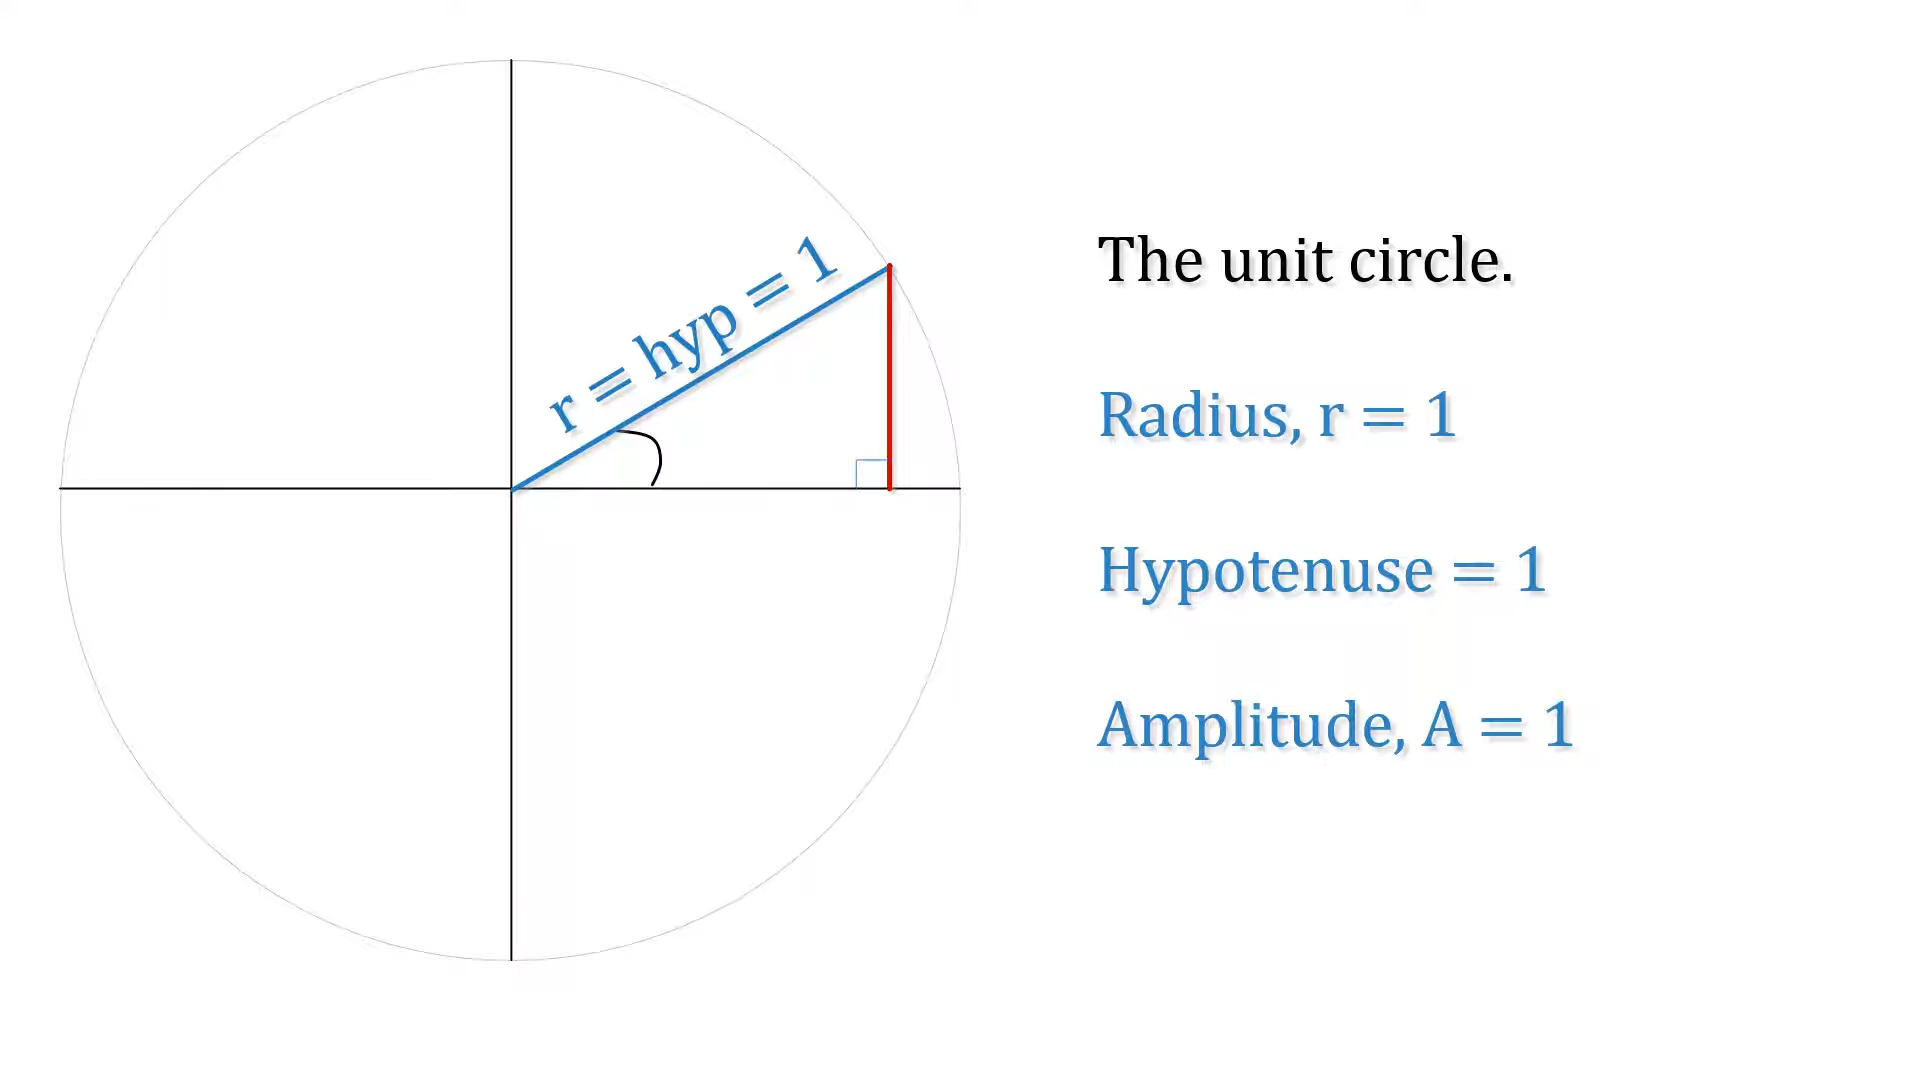 r = hyp = 1
The unit circle.
Radius, r = 1
Hypotenuse = 1
Amplitude, A = 1